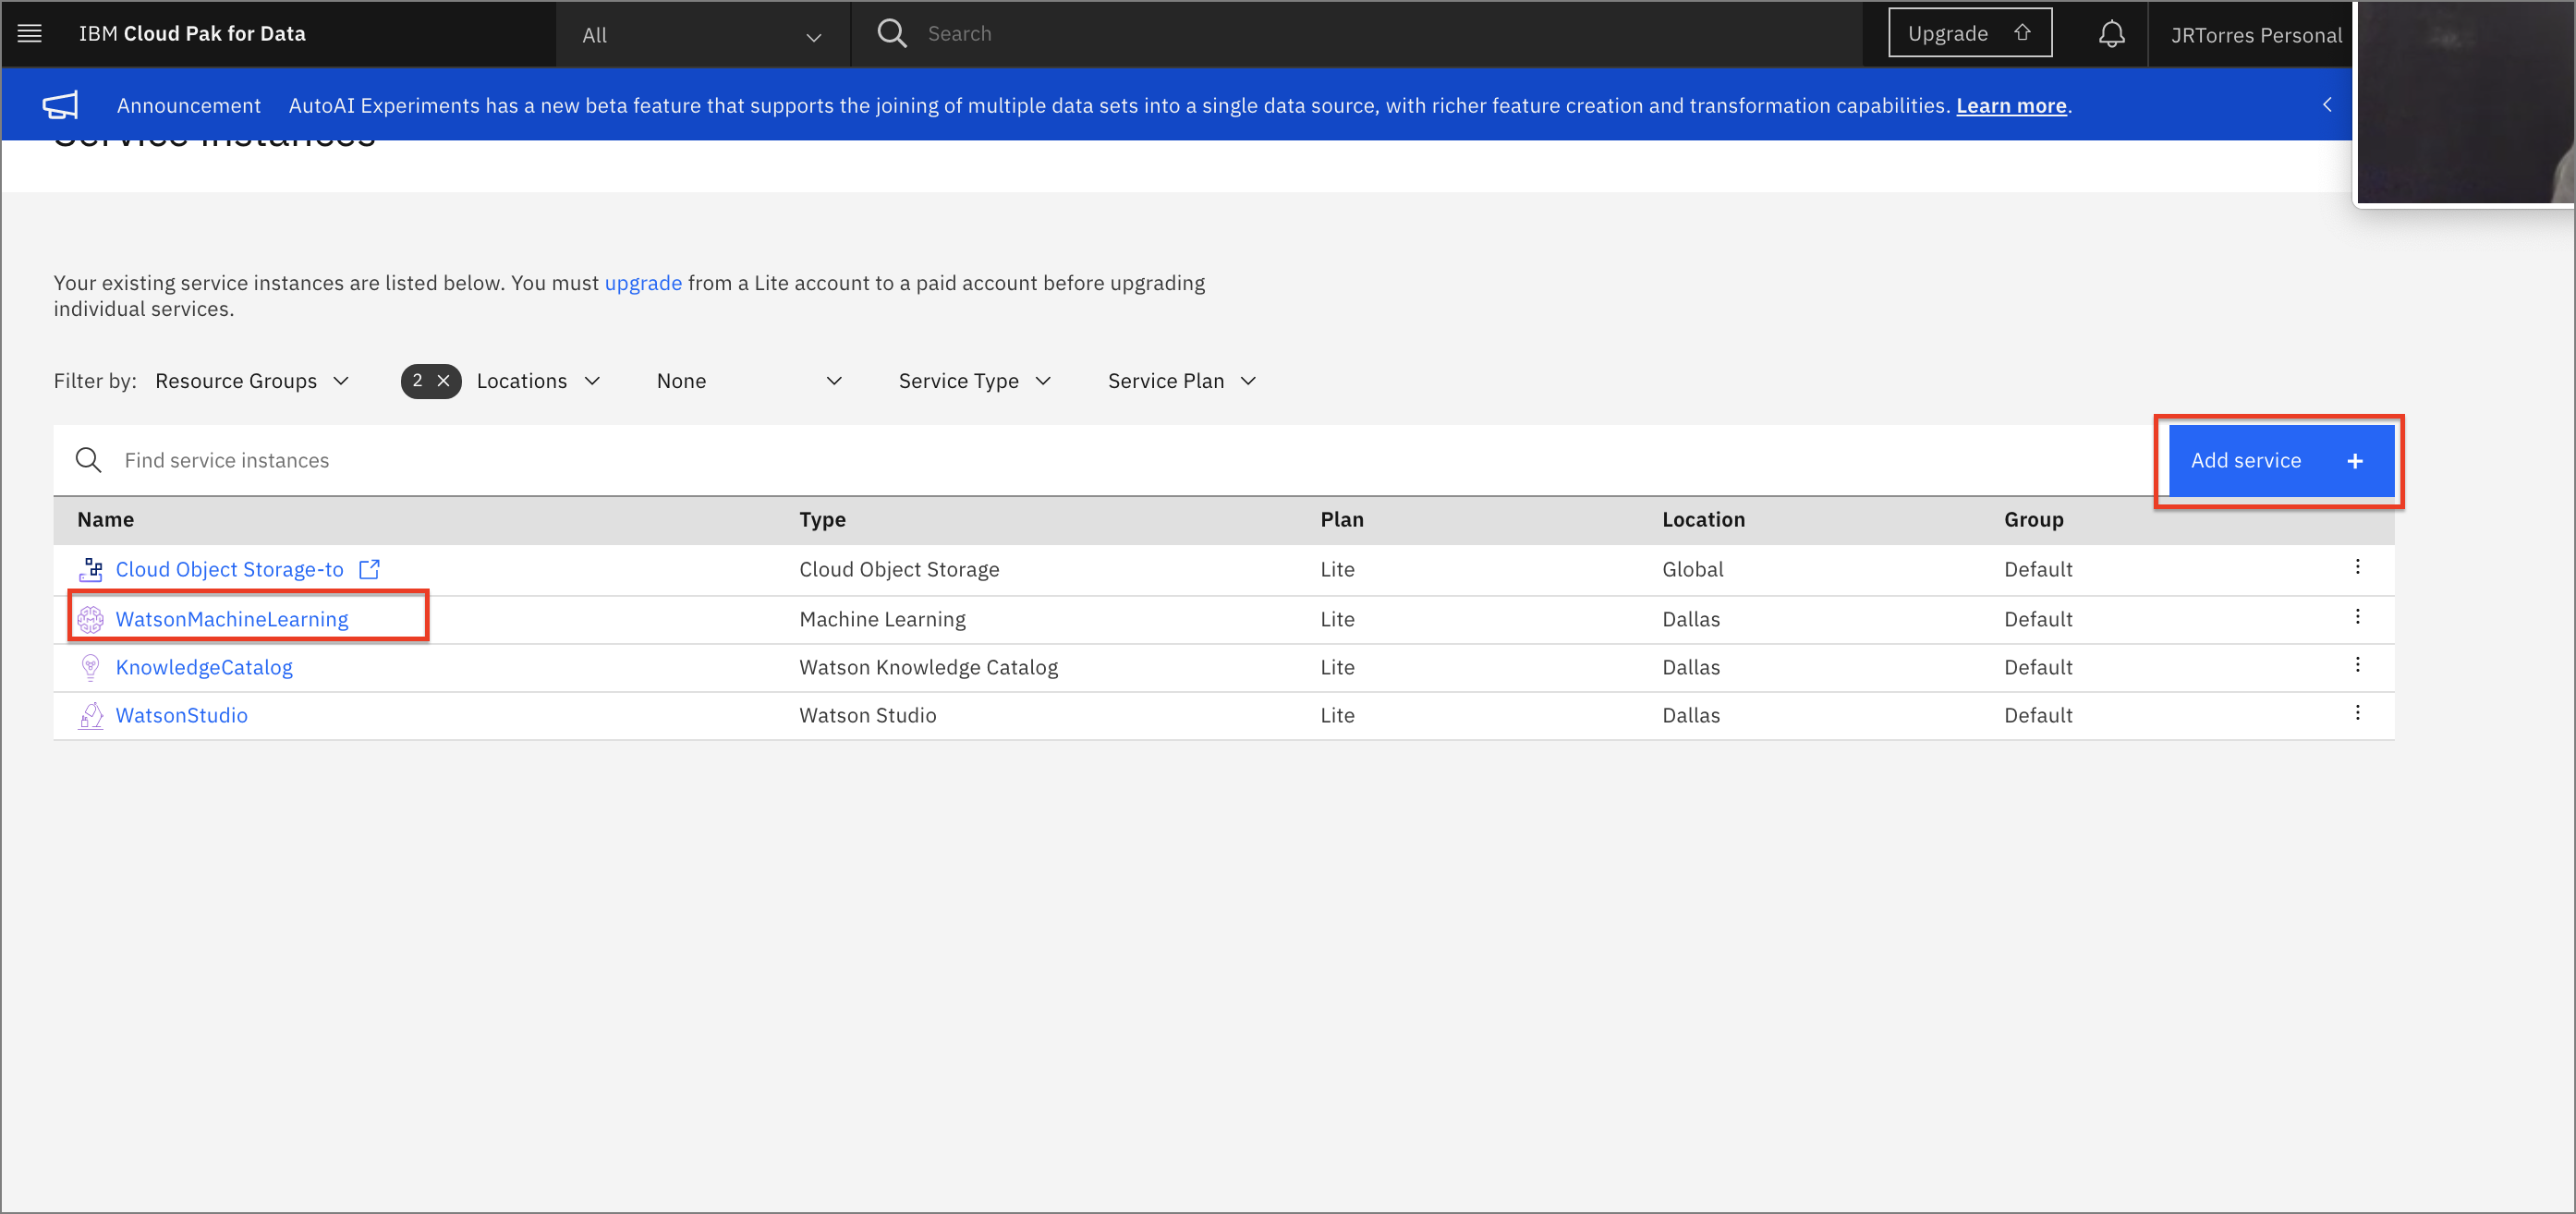 IBM Cloud Pak for Data
All
Search
Upgrade
JRTorres Personal
Announcement AutoAI Experiments has a new beta feature that supports the joining of multiple data sets into a single data source, with richer feature creation and transformation capabilities. Learn more.
Service instances
Your existing service instances are listed below. You must upgrade from a Lite account to a paid account before upgrading
individual services.
Filter by: Resource Groups 2 Locations None Service Type Service Plan
Find service instances
Add service +
Name Type Plan Location Group
Cloud Object Storage-to Cloud Object Storage Lite Global Default
WatsonMachineLearning Machine Learning Lite Dallas Default
KnowledgeCatalog Watson Knowledge Catalog Lite Dallas Default
WatsonStudio Watson Studio Lite Dallas Default